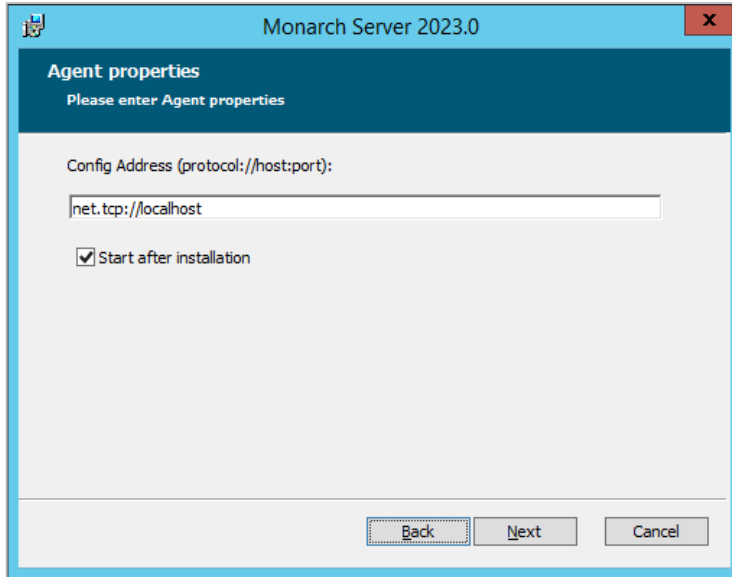 Monarch Server 2023.0
x
Agent properties
Please enter Agent properties
Config Address (protocol://host:port):
net.tcp://localhost
Start after installation
Back
Next
Cancel